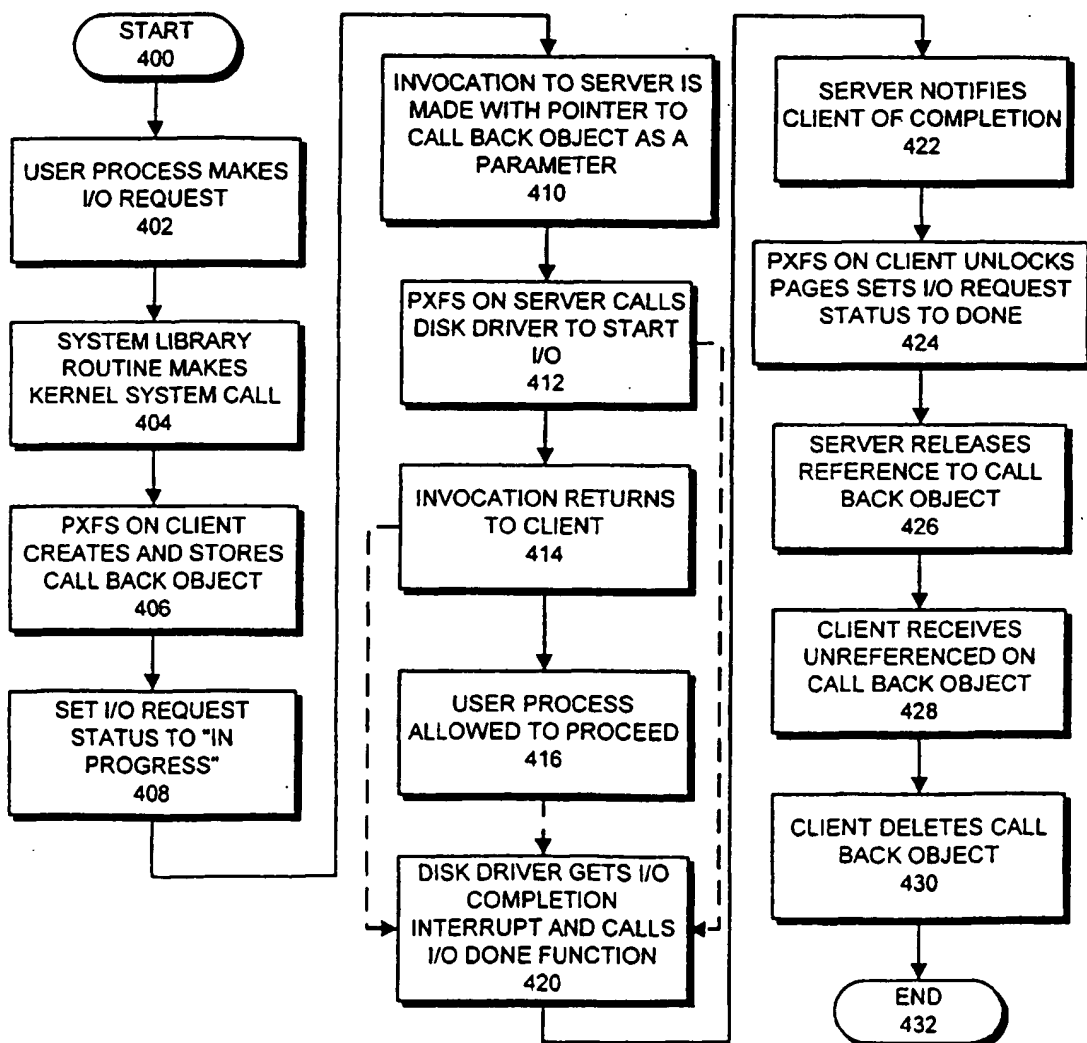 START
400
USER PROCESS MAKES
I/O REQUEST
402
SYSTEM LIBRARY
ROUTINE MAKES
KERNEL SYSTEM CALL
404
PXFS ON CLIENT
CREATES AND STORES
CALL BACK OBJECT
406
SET I/O REQUEST
STATUS TO "IN
PROGRESS"
408
INVOCATION TO SERVER IS
MADE WITH POINTER TO
CALL BACK OBJECT AS A
PARAMETER
410
PXFS ON SERVER CALLS
DISK DRIVER TO START
I/O
412
INVOCATION RETURNS
TO CLIENT
414
USER PROCESS
ALLOWED TO PROCEED
416
DISK DRIVER GETS I/O
COMPLETION
INTERRUPT AND CALLS
I/O DONE FUNCTION
420
SERVER NOTIFIES
CLIENT OF COMPLETION
422
PXFS ON CLIENT UNLOCKS
PAGES SETS I/O REQUEST
STATUS TO DONE
424
SERVER RELEASES
REFERENCE TO CALL
BACK OBJECT
426
CLIENT RECEIVES
UNREFERENCED ON
CALL BACK OBJECT
428
CLIENT DELETES CALL
BACK OBJECT
430
END
432